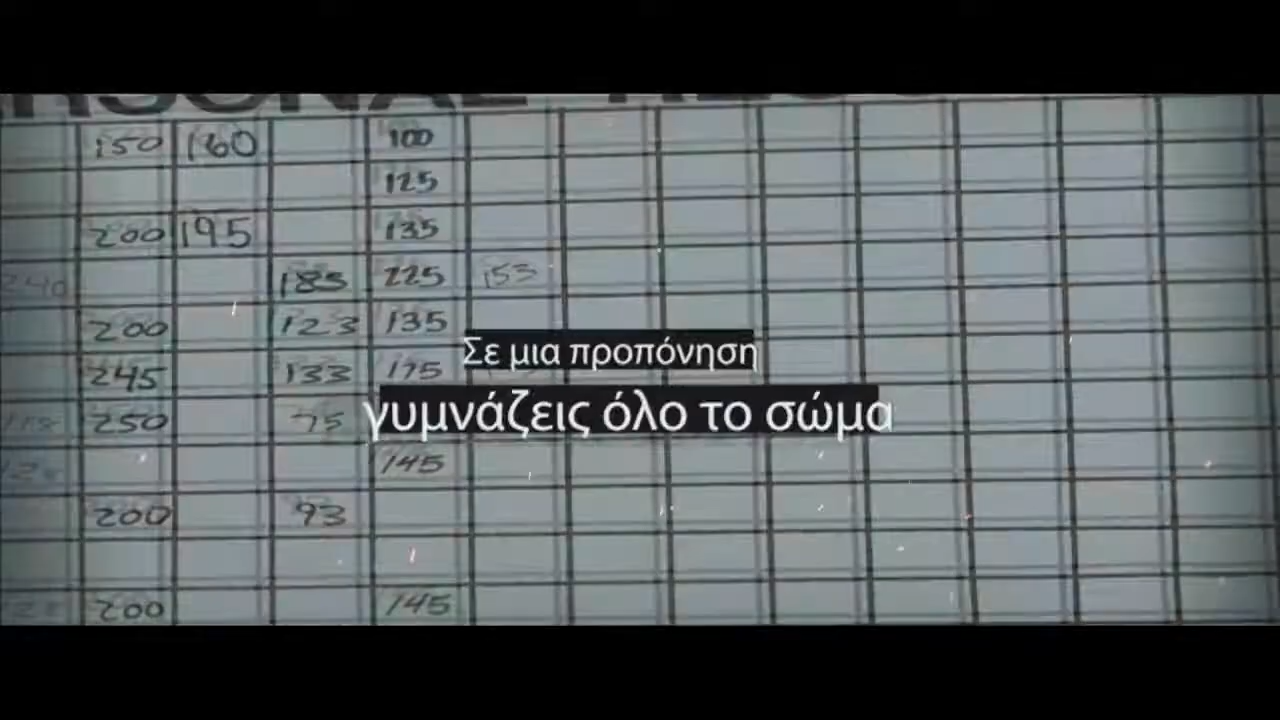 150 160 100
125
200 195 135
240 185 225 153
200 123 135
Σε μια προπόνηση
245 133 175
γυμνάζεις όλο το σώμα
250 75
145
200 93
200 145